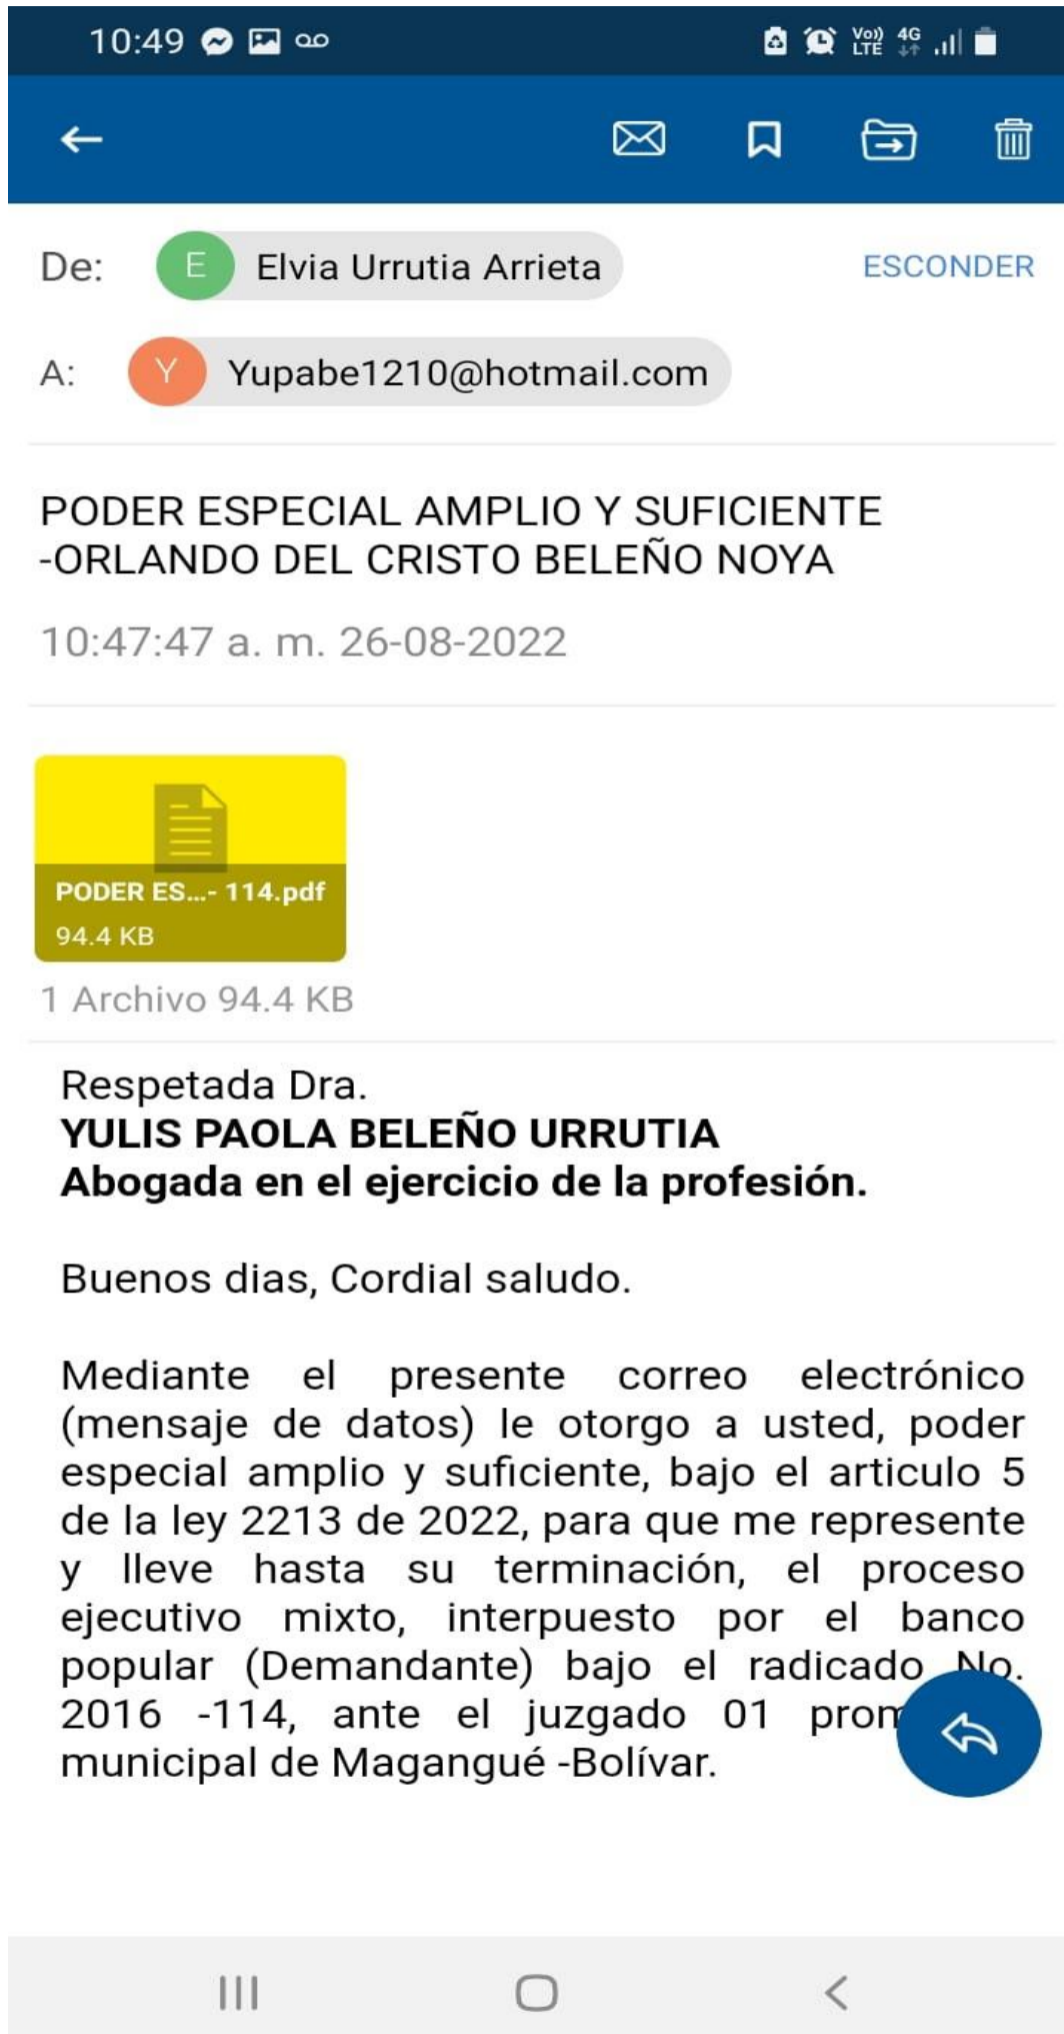 10:49
Vo)) LTE 4G
De: E Elvia Urrutia Arrieta ESCONDER
A: Y Yupabe1210@hotmail.com
PODER ESPECIAL AMPLIO Y SUFICIENTE
-ORLANDO DEL CRISTO BELEÑO NOYA
10:47:47 a. m. 26-08-2022
PODER ES...- 114.pdf
94.4 KB
1 Archivo 94.4 KB
Respetada Dra.
YULIS PAOLA BELEÑO URRUTIA
Abogada en el ejercicio de la profesión.
Buenos dias, Cordial saludo.
Mediante el presente correo electrónico
(mensaje de datos) le otorgo a usted, poder
especial amplio y suficiente, bajo el articulo 5
de la ley 2213 de 2022, para que me represente
y lleve hasta su terminación, el proceso
ejecutivo mixto, interpuesto por el banco
popular (Demandante) bajo el radicado No.
2016 -114, ante el juzgado 01
municipal de Magangué -Bolívar.